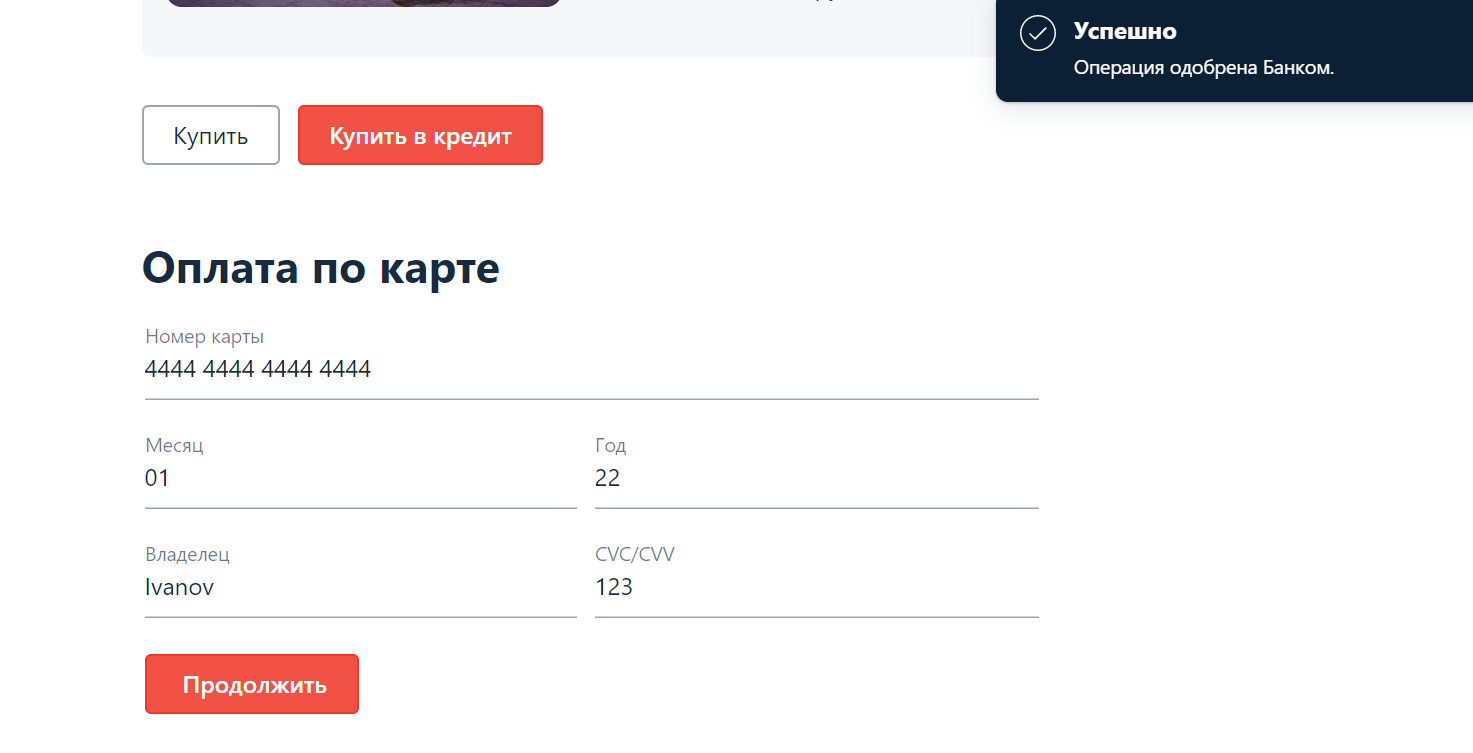 Успешно
Операция одобрена Банком.
Купить
Купить в кредит
Оплата по карте
Номер карты
4444 4444 4444 4444
Месяц
Год
01
22
Владелец
CVC/CVV
Ivanov
123
Продолжить